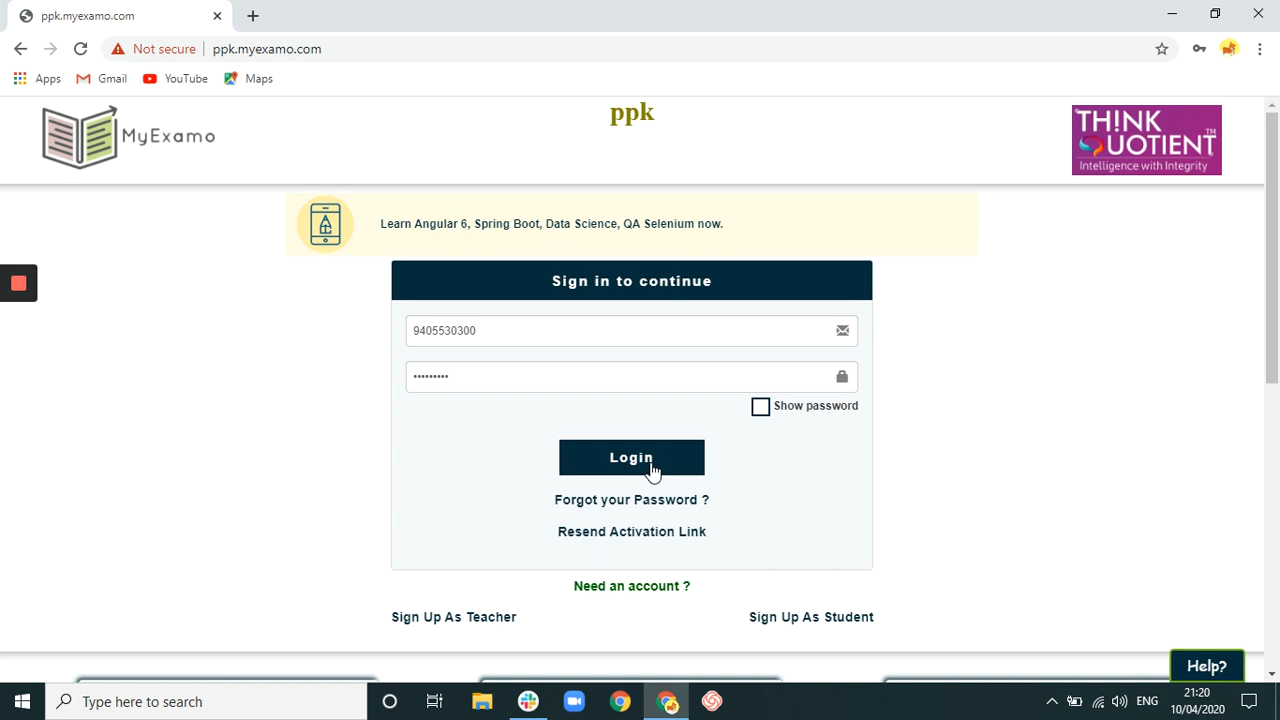 ppk.myexamo.com
Not secure
ppk.myexamo.com
Apps
Gmail
YouTube
Maps
MyExamo
ppk
TH!NK
QUOTIENT™
Intelligence with Integrity
Learn Angular 6, Spring Boot, Data Science, QA Selenium now.
Sign in to continue
9405530300
•••••••••
Show password
Login
Forgot your Password ?
Resend Activation Link
Need an account ?
Sign Up As Teacher
Sign Up As Student
Help?
Type here to search
ENG
21:20
10/04/2020